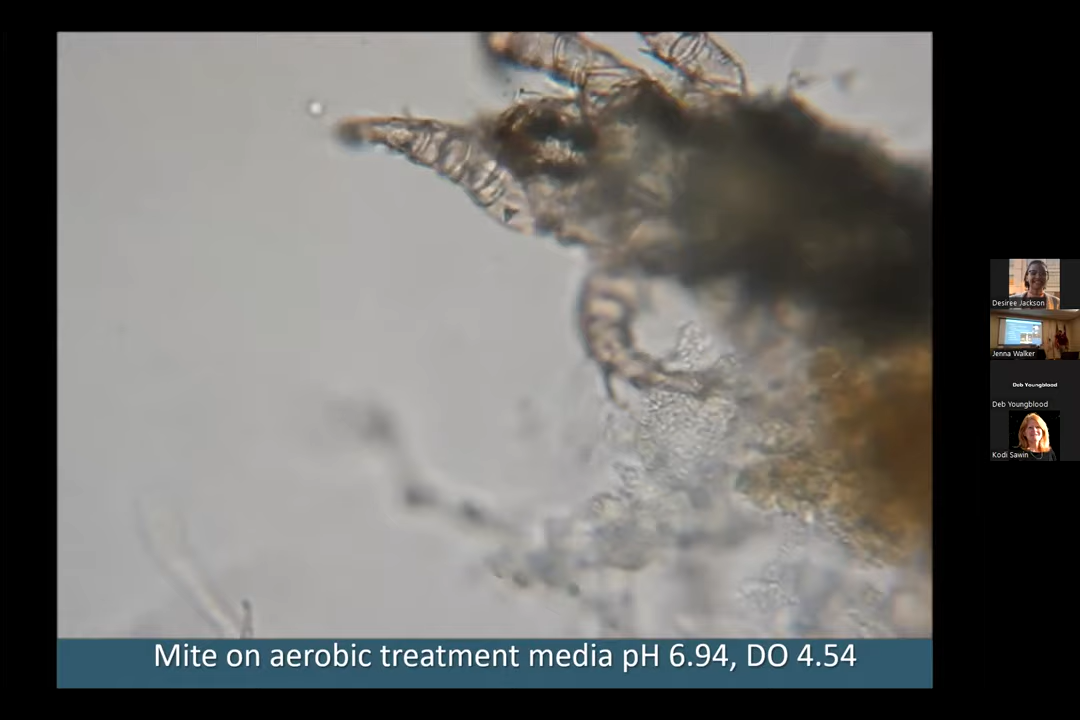 Mite on aerobic treatment media pH 6.94, DO 4.54
Desiree Jackson
Jenna Walker
Deb Youngblood
Deb Youngblood
Kodi Sawin